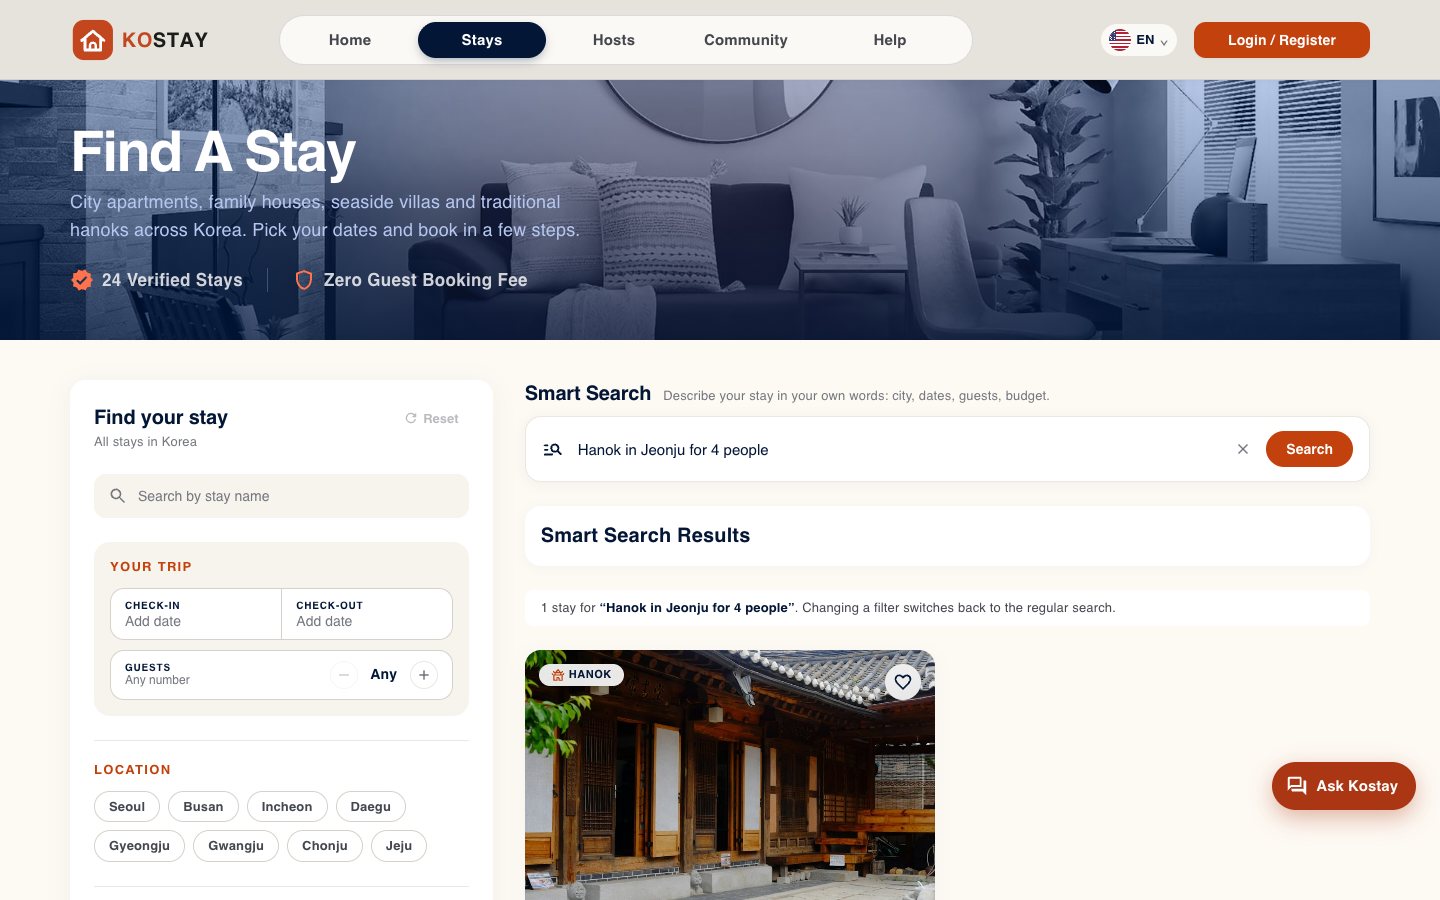 KOSTAY
Home
Stays
Hosts
Community
Help
EN
Login / Register
Find A Stay
City apartments, family houses, seaside villas and traditional
hanoks across Korea. Pick your dates and book in a few steps.
24 Verified Stays
Zero Guest Booking Fee
Find your stay
Reset
All stays in Korea
Search by stay name
YOUR TRIP
CHECK-IN
Add date
CHECK-OUT
Add date
GUESTS
Any number
Any
LOCATION
Seoul
Busan
Incheon
Daegu
Gyeongju
Gwangju
Chonju
Jeju
Smart Search
Describe your stay in your own words: city, dates, guests, budget.
Hanok in Jeonju for 4 people
Search
Smart Search Results
1 stay for “Hanok in Jeonju for 4 people”. Changing a filter switches back to the regular search.
HANOK
Ask Kostay